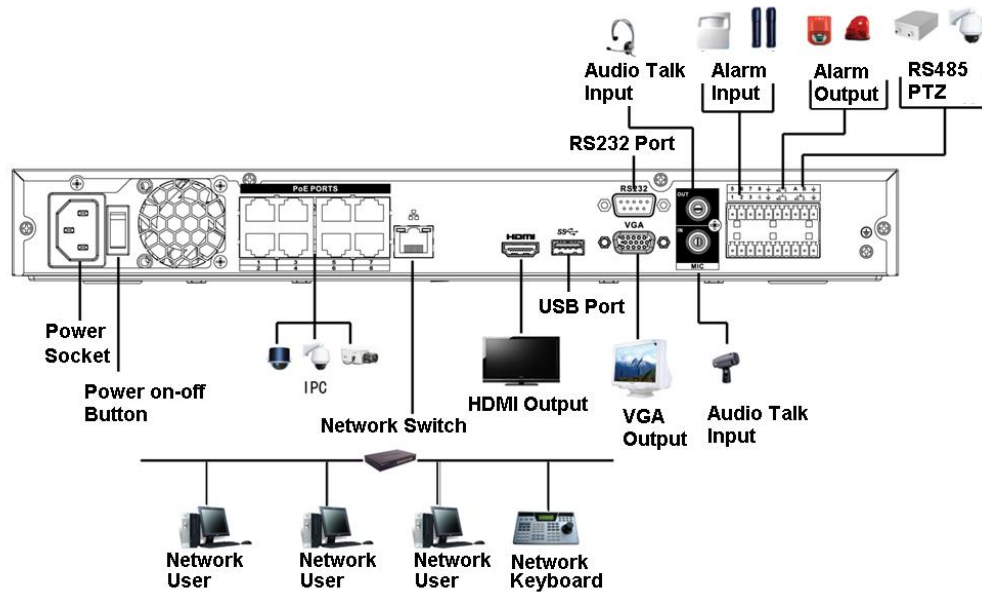 Audio Talk
Input
Alarm
Input
Alarm
Output
RS485
PTZ
RS232 Port
PoE PORTS
RS232
OUT
HDMI
SS
VGA
IN
MIC
USB Port
Power
Socket
Power on-off
Button
IPC
Network Switch
HDMI Output
VGA
Output
Audio Talk
Input
Network
User
Network
User
Network
User
Network
Keyboard